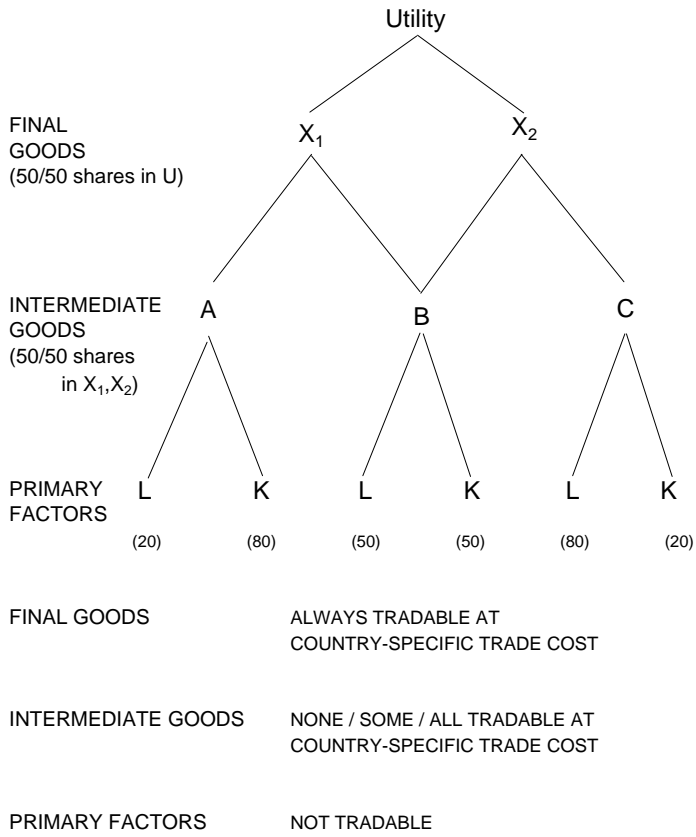 Utility
FINAL
GOODS
(50/50 shares in U)
X₁ X₂
INTERMEDIATE
GOODS
(50/50 shares
in X₁,X₂)
A B C
PRIMARY
FACTORS
L K L K L K
(20) (80) (50) (50) (80) (20)
FINAL GOODS ALWAYS TRADABLE AT
COUNTRY-SPECIFIC TRADE COST
INTERMEDIATE GOODS NONE / SOME / ALL TRADABLE AT
COUNTRY-SPECIFIC TRADE COST
PRIMARY FACTORS NOT TRADABLE